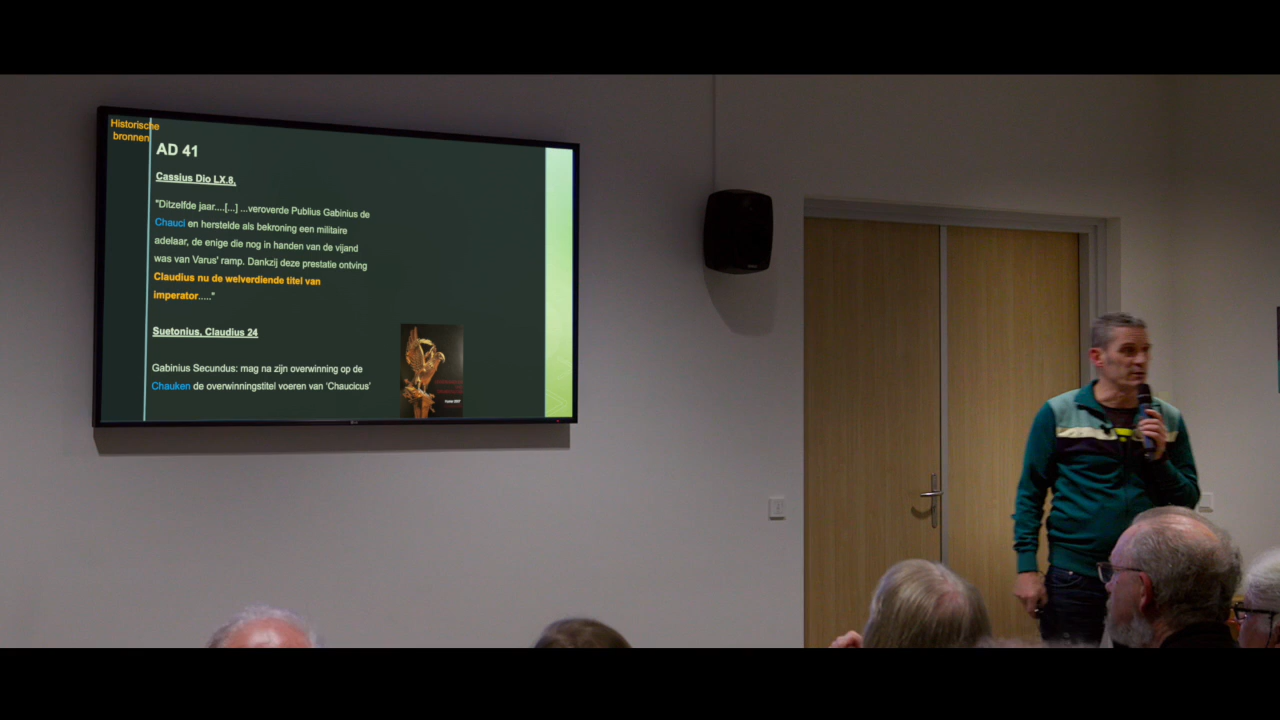 Historische
bronnen
AD 41
Cassius Dio LX.8,
"Ditzelfde jaar....[...] ...veroverde Publius Gabinius de
Chauci en herstelde als bekroning een militaire
adelaar, de enige die nog in handen van de vijand
was van Varus' ramp. Dankzij deze prestatie ontving
Claudius nu de welverdiende titel van
imperator....."
Suetonius, Claudius 24
Gabinius Secundus: mag na zijn overwinning op de
Chauken de overwinningstitel voeren van 'Chaucicus'